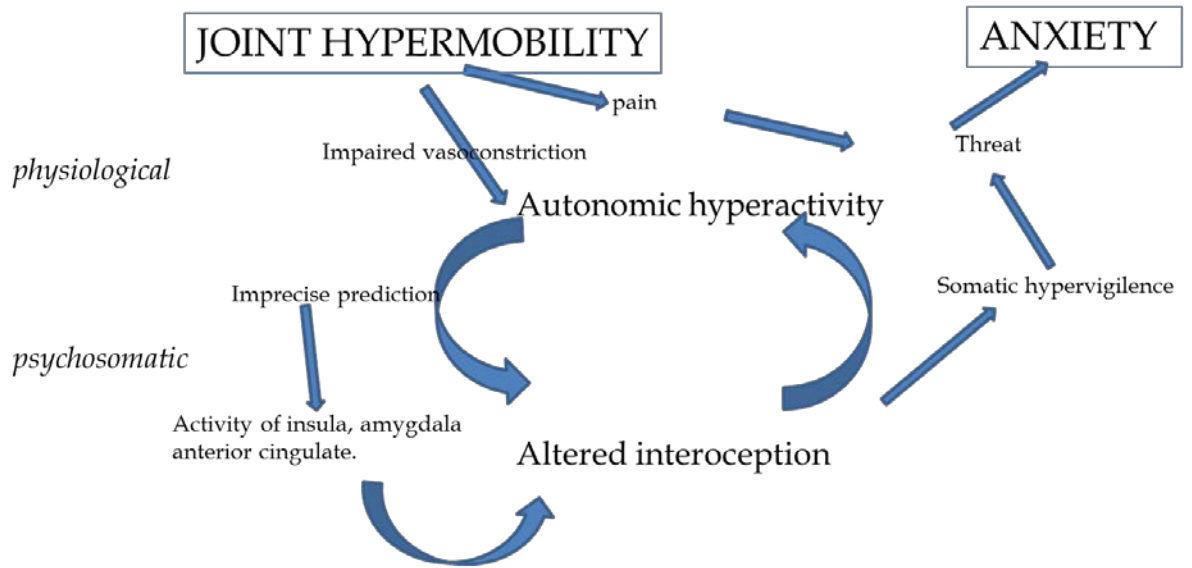 JOINT HYPERMOBILITY
ANXIETY
pain
Impaired vasoconstriction
Threat
physiological
Autonomic hyperactivity
Imprecise prediction
Somatic hypervigilence
psychosomatic
Activity of insula, amygdala
anterior cingulate.
Altered interoception